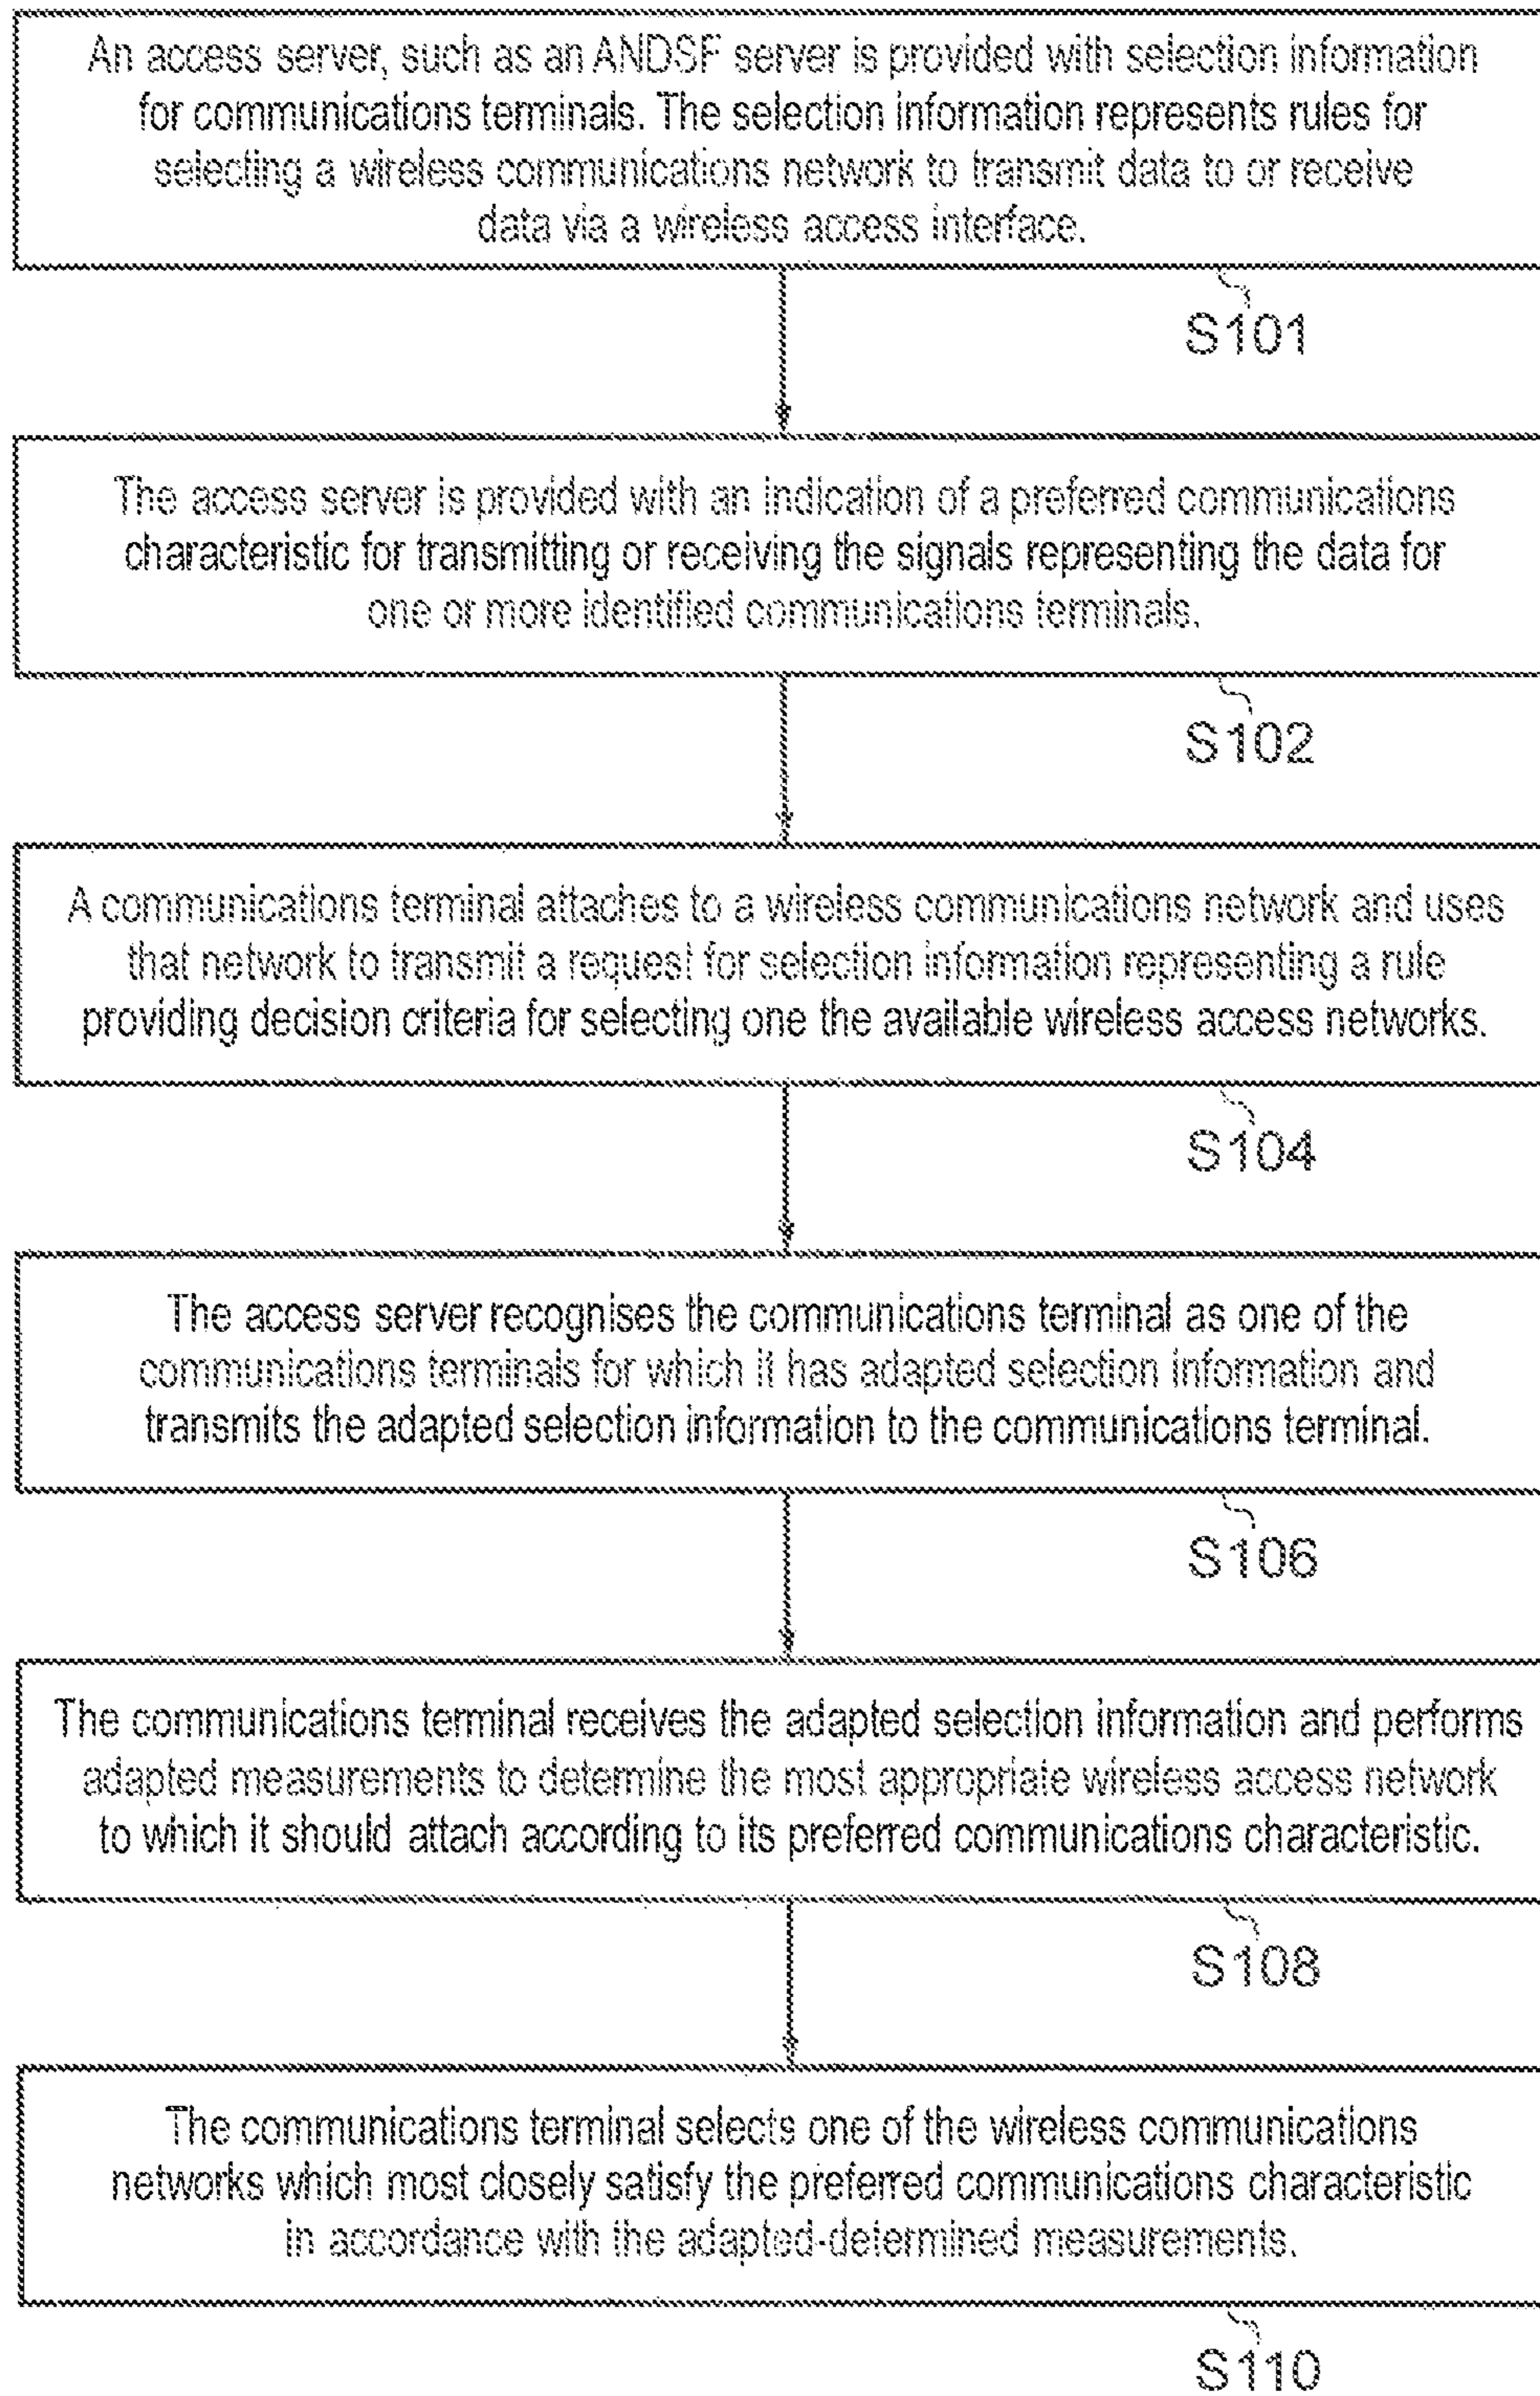 An access server, such as an ANDSF server is provided with selection information
for communications terminals. The selection information represents rules for
selecting a wireless communications network to transmit data to or receive
data via a wireless access interface.
S101
The access server is provided with an indication of a preferred communications
characteristic for transmitting or receiving the signals representing the data for
one or more identified communications terminals.
S102
A communications terminal attaches to a wireless communications network and uses
that network to transmit a request for selection information representing a rule
providing decision criteria for selecting one the available wireless access networks.
S104
The access server recognises the communications terminal as one of the
communications terminals for which it has adapted selection information and
transmits the adapted selection information to the communications terminal.
S106
The communications terminal receives the adapted selection information and performs
adapted measurements to determine the most appropriate wireless access network
to which it should attach according to its preferred communications characteristic.
S108
The communications terminal selects one of the wireless communications
networks which most closely satisfy the preferred communications characteristic
in accordance with the adapted-determined measurements.
S110